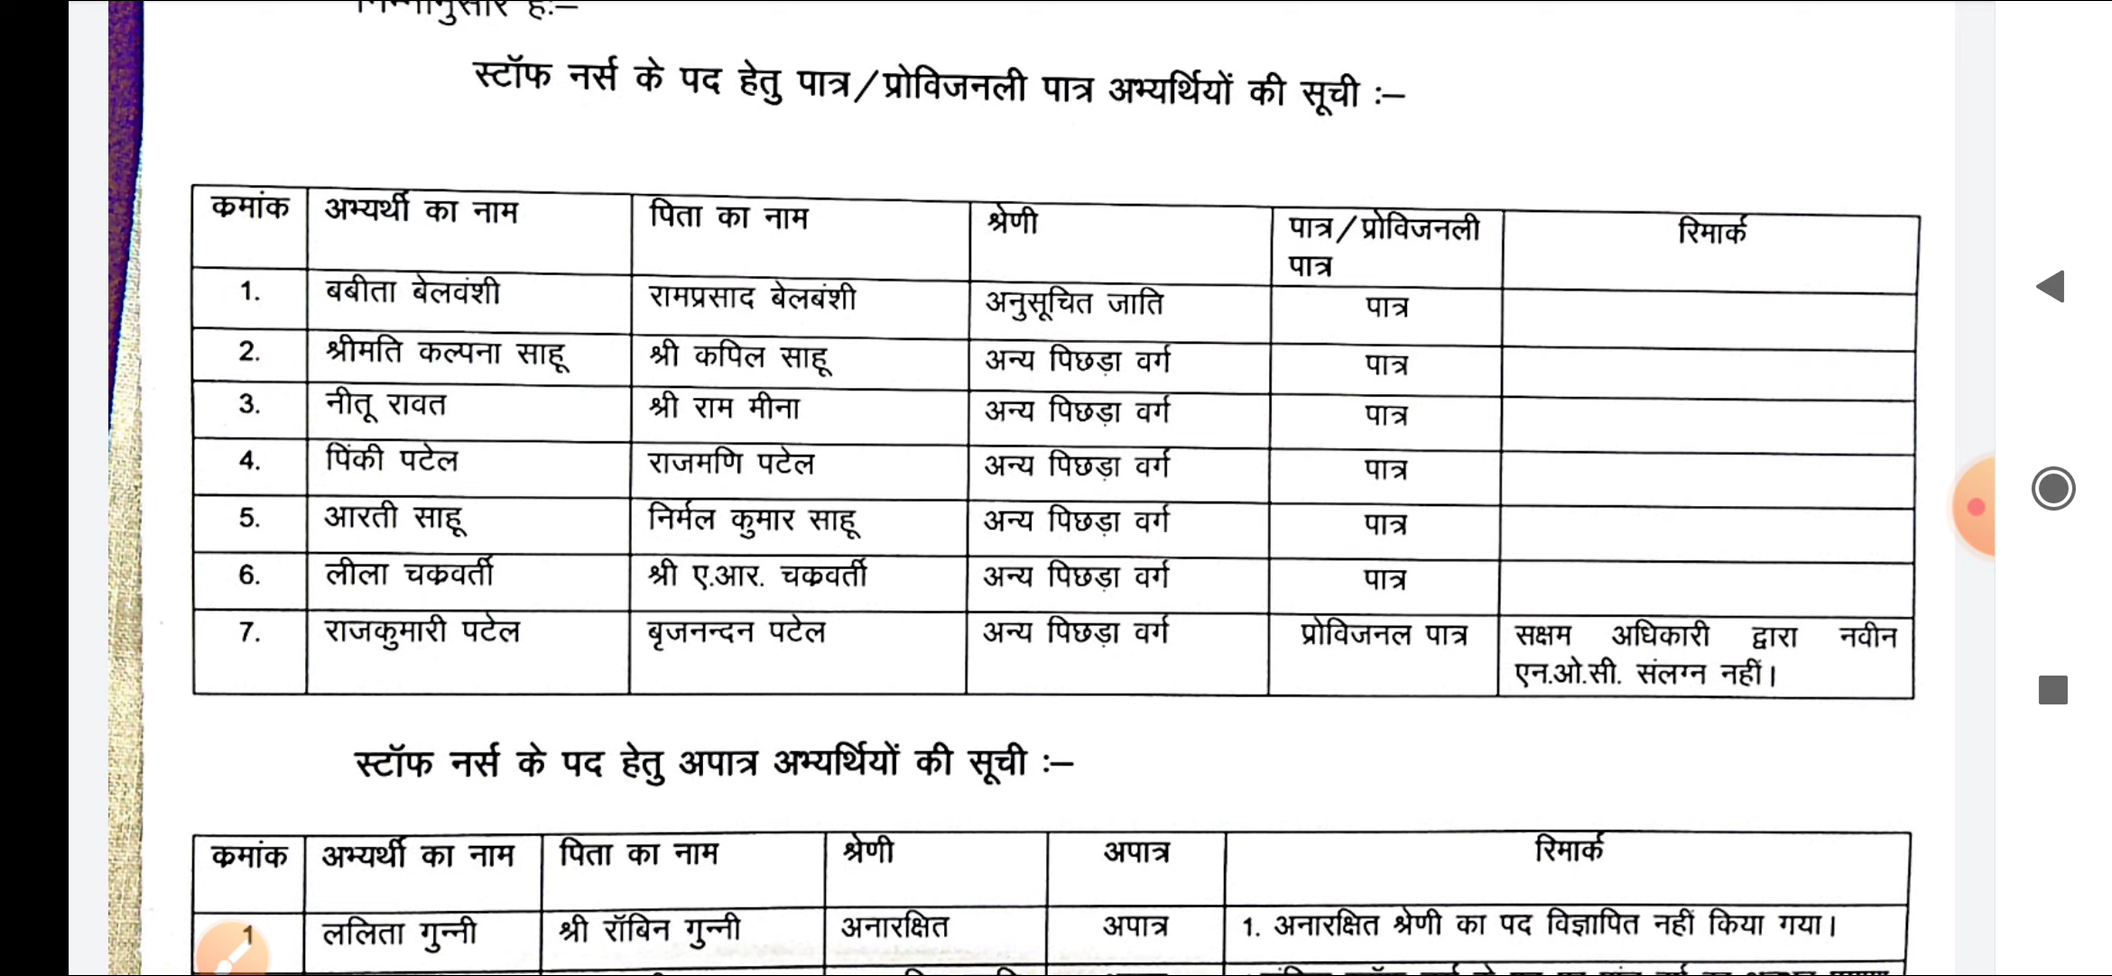 निम्नानुसार है:–
स्टॉफ नर्स के पद हेतु पात्र/प्रोविजनली पात्र अभ्यर्थियों की सूची :–
कमांक अभ्यर्थी का नाम पिता का नाम श्रेणी पात्र/प्रोविजनली पात्र रिमार्क
1. बबीता बेलवंशी रामप्रसाद बेलबंशी अनुसूचित जाति पात्र
2. श्रीमति कल्पना साहू श्री कपिल साहू अन्य पिछड़ा वर्ग पात्र
3. नीतू रावत श्री राम मीना अन्य पिछड़ा वर्ग पात्र
4. पिंकी पटेल राजमणि पटेल अन्य पिछड़ा वर्ग पात्र
5. आरती साहू निर्मल कुमार साहू अन्य पिछड़ा वर्ग पात्र
6. लीला चकवर्ती श्री ए.आर. चकवर्ती अन्य पिछड़ा वर्ग पात्र
7. राजकुमारी पटेल बृजनन्दन पटेल अन्य पिछड़ा वर्ग प्रोविजनल पात्र सक्षम अधिकारी द्वारा नवीन
एन.ओ.सी. संलग्न नहीं।
स्टॉफ नर्स के पद हेतु अपात्र अभ्यर्थियों की सूची :–
कमांक अभ्यर्थी का नाम पिता का नाम श्रेणी अपात्र रिमार्क
1 ललिता गुन्नी श्री रॉबिन गुन्नी अनारक्षित अपात्र 1. अनारक्षित श्रेणी का पद विज्ञापित नहीं किया गया।